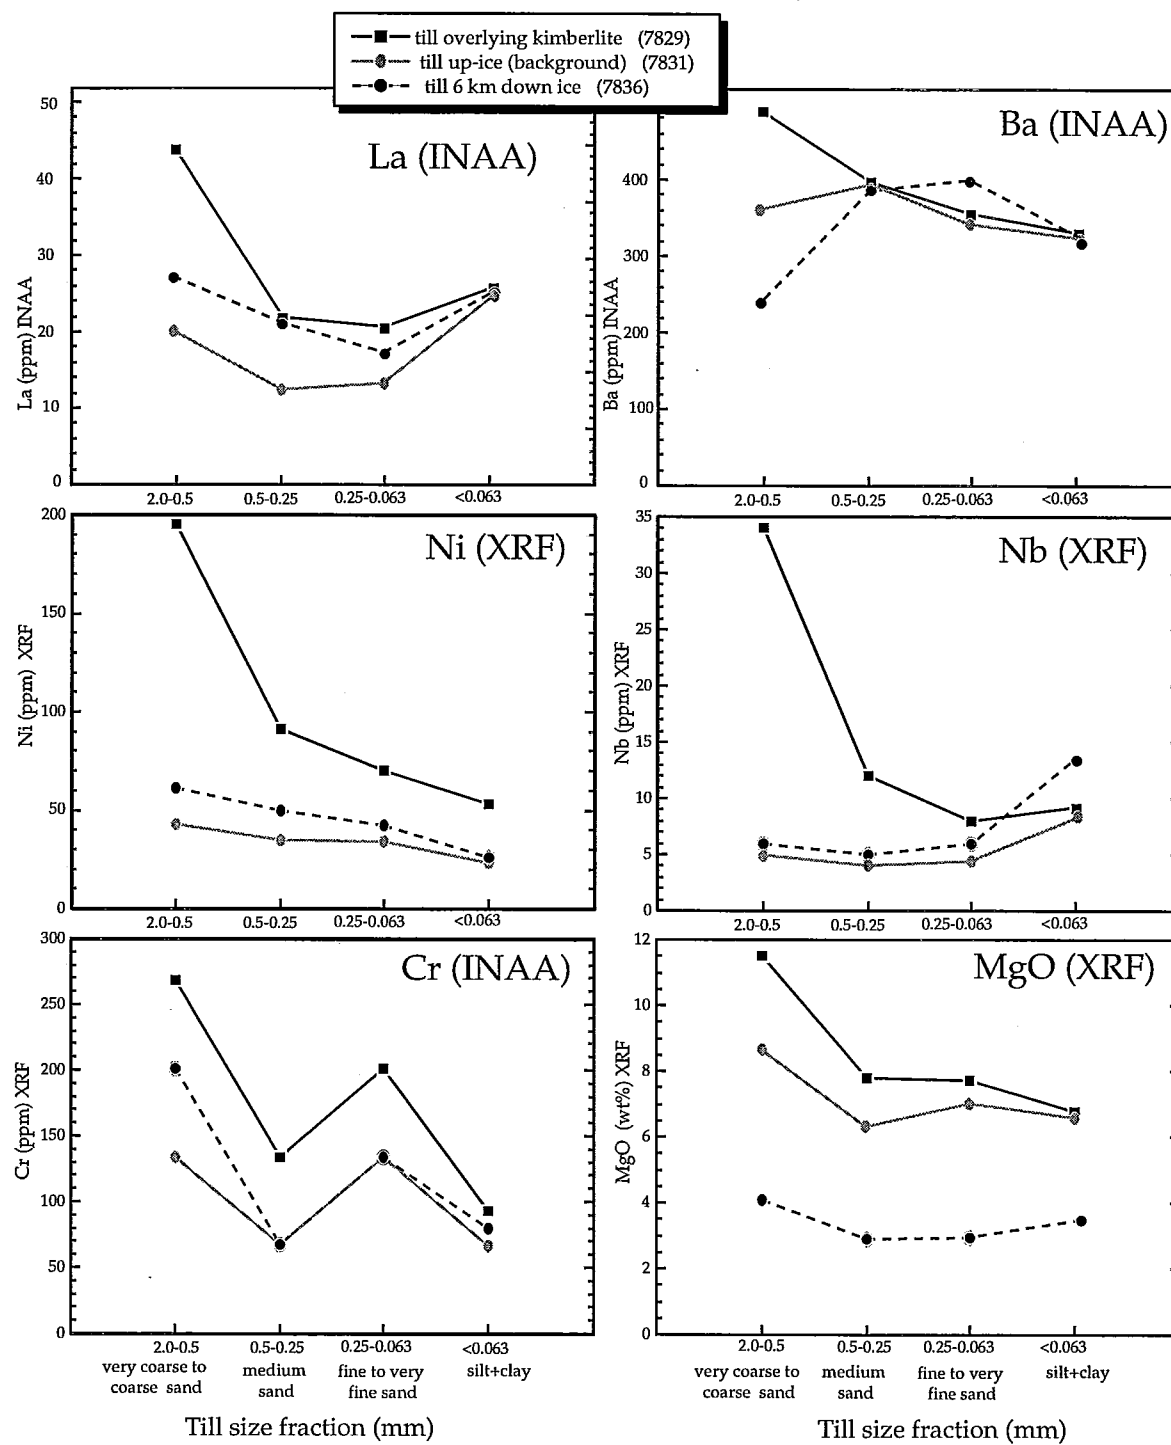 till overlying kimberlite (7829)
till up-ice (background) (7831)
till 6 km down ice (7836)
La (INAA)
La (ppm) INAA
50
40
30
20
10
0
2.0-0.5
0.5-0.25
0.25-0.063
<0.063
Ba (INAA)
Ba (ppm) INAA
400
300
200
100
0
2.0-0.5
0.5-0.25
0.25-0.063
<0.063
Ni (XRF)
Ni (ppm) XRF
200
150
100
50
0
2.0-0.5
0.5-0.25
0.25-0.063
<0.063
Nb (XRF)
Nb (ppm) XRF
35
30
25
20
15
10
5
0
2.0-0.5
0.5-0.25
0.25-0.063
<0.063
Cr (INAA)
Cr (ppm) XRF
300
250
200
150
100
50
0
2.0-0.5
0.5-0.25
0.25-0.063
<0.063
very coarse to
coarse sand
medium
sand
fine to very
fine sand
silt+clay
Till size fraction (mm)
MgO (XRF)
MgO (wt%) XRF
12
10
8
6
4
2
0
2.0-0.5
0.5-0.25
0.25-0.063
<0.063
very coarse to
coarse sand
medium
sand
fine to very
fine sand
silt+clay
Till size fraction (mm)